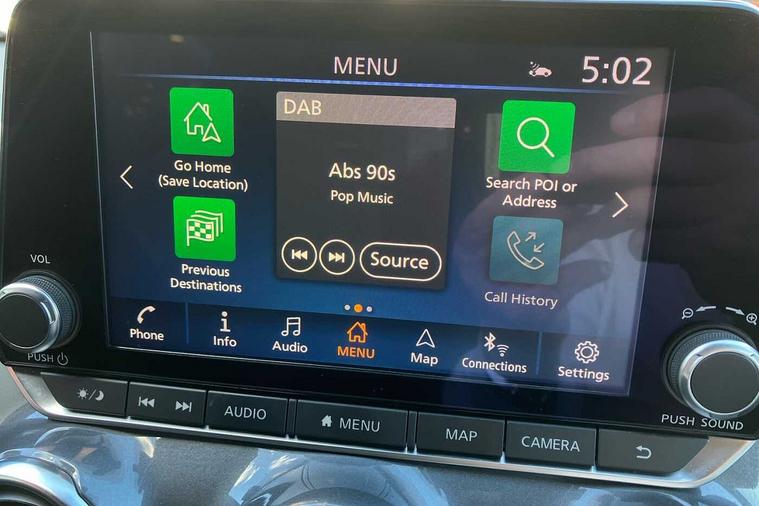 MENU
5:02
Go Home
(Save Location)
DAB
Abs 90s
Pop Music
Source
Search POI or
Address
Previous
Destinations
Call History
Phone
Info
Audio
MENU
Map
Connections
Settings
VOL
PUSH
PUSH SOUND
AUDIO
MENU
MAP
CAMERA